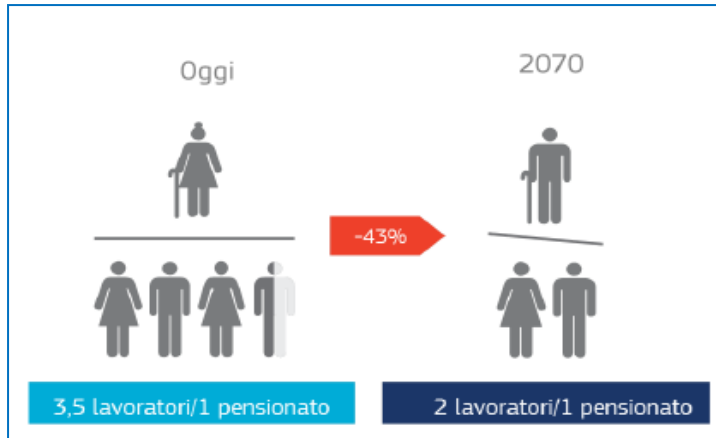 Oggi
2070
-43%
3,5 lavoratori/1 pensionato
2 lavoratori/1 pensionato